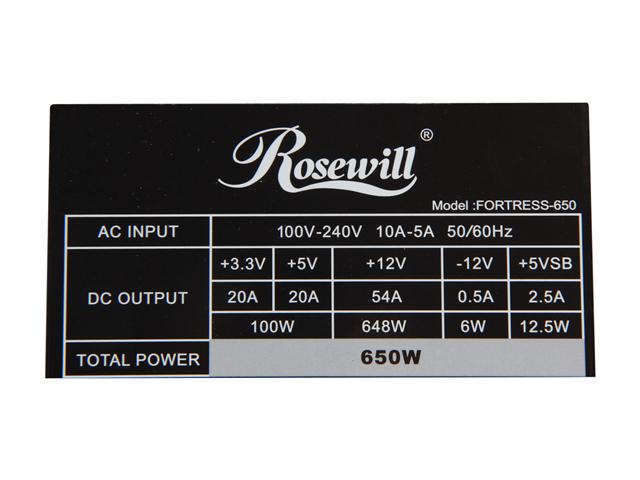 Rosewill®
Model :FORTRESS-650
AC INPUT 100V-240V 10A-5A 50/60Hz
DC OUTPUT +3.3V +5V +12V -12V +5VSB
20A 20A 54A 0.5A 2.5A
100W 648W 6W 12.5W
TOTAL POWER 650W